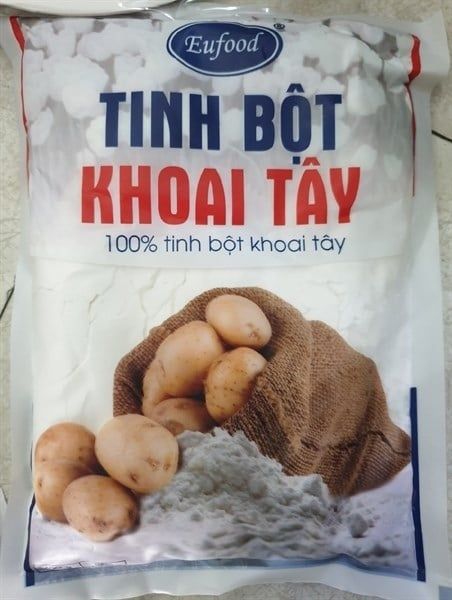 Eufood
TINH BỘT
KHOAI TÂY
100% tinh bột khoai tây